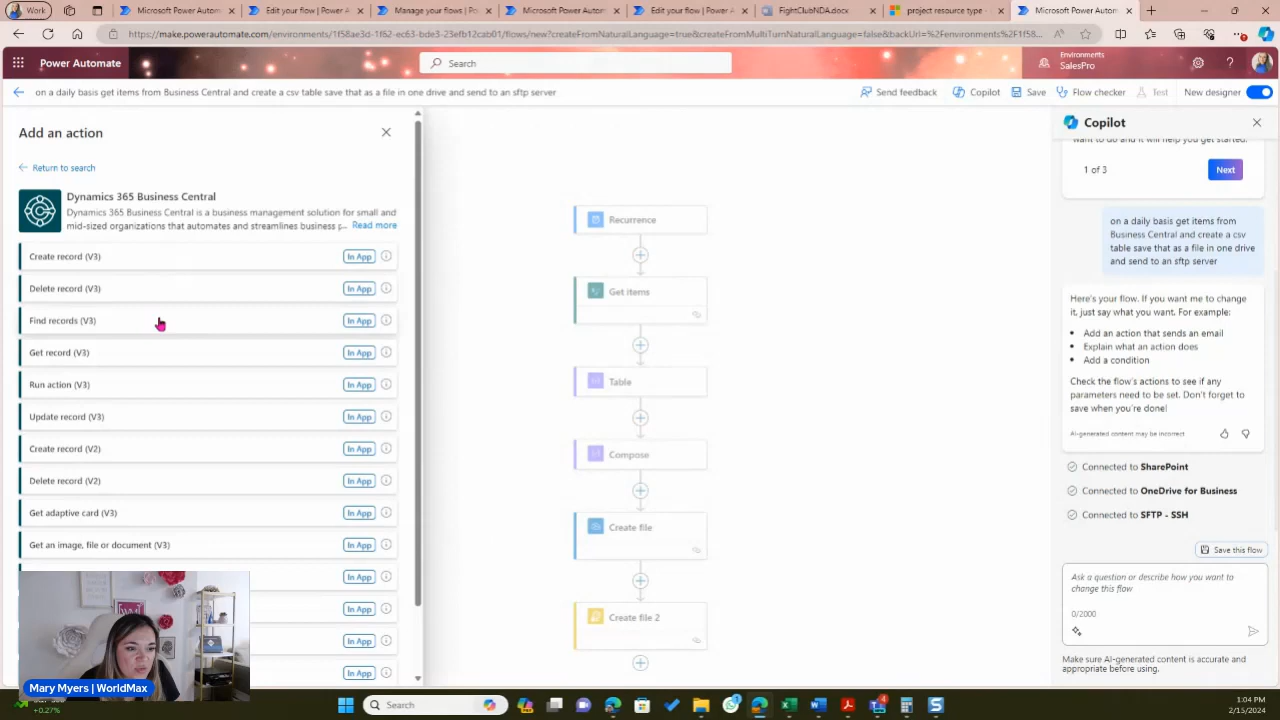 Work
Edit your flow | Power A
Manage your flows | Po
Microsoft Power Autom
Edit your flow | Power A
FightClubNDA.docx
project resource type
Microsoft Power Autom
https://make.powerautomate.com/environments/1f58ae3d-1f62-ec63-bde3-23efb12cab01/flows/new?createFromNaturalLanguage=true&createFromMultiTurnNaturalLanguage=false&backUrl=%2Fenvironments%2F1f58...
Power Automate
Search
Environments
SalesPro
on a daily basis get items from Business Central and create a csv table save that as a file in one drive and send to an sftp server
Send feedback
Copilot
Save
Flow checker
Test
New designer
Add an action
Return to search
Dynamics 365 Business Central
Dynamics 365 Business Central is a business management solution for small and
mid-sized organizations that automates and streamlines business p... Read more
Create record (V3) In App
Delete record (V3) In App
Find records (V3) In App
Get record (V3) In App
Run action (V3) In App
Update record (V3) In App
Create record (V2) In App
Delete record (V2) In App
Get adaptive card (V3) In App
Get an image, file or document (V3) In App
In App
In App
In App
In App
Recurrence
Get items
Table
Compose
Create file
Create file 2
Copilot
want to do and it will help you get started.
1 of 3
Next
on a daily basis get items from
Business Central and create a csv
table save that as a file in one drive
and send to an sftp server
Here's your flow. If you want me to change
it, just say what you want. For example:
• Add an action that sends an email
• Explain what an action does
• Add a condition
Check the flow's actions to see if any
parameters need to be set. Don't forget to
save when you're done!
AI-generated content may be incorrect
Connected to SharePoint
Connected to OneDrive for Business
Connected to SFTP - SSH
Save this flow
Ask a question or describe how you want to
change this flow
0/2000
Make sure AI-generated content is accurate and
appropriate before using.
Mary Myers | WorldMax
+0.27%
Search
1:04 PM
2/15/2024